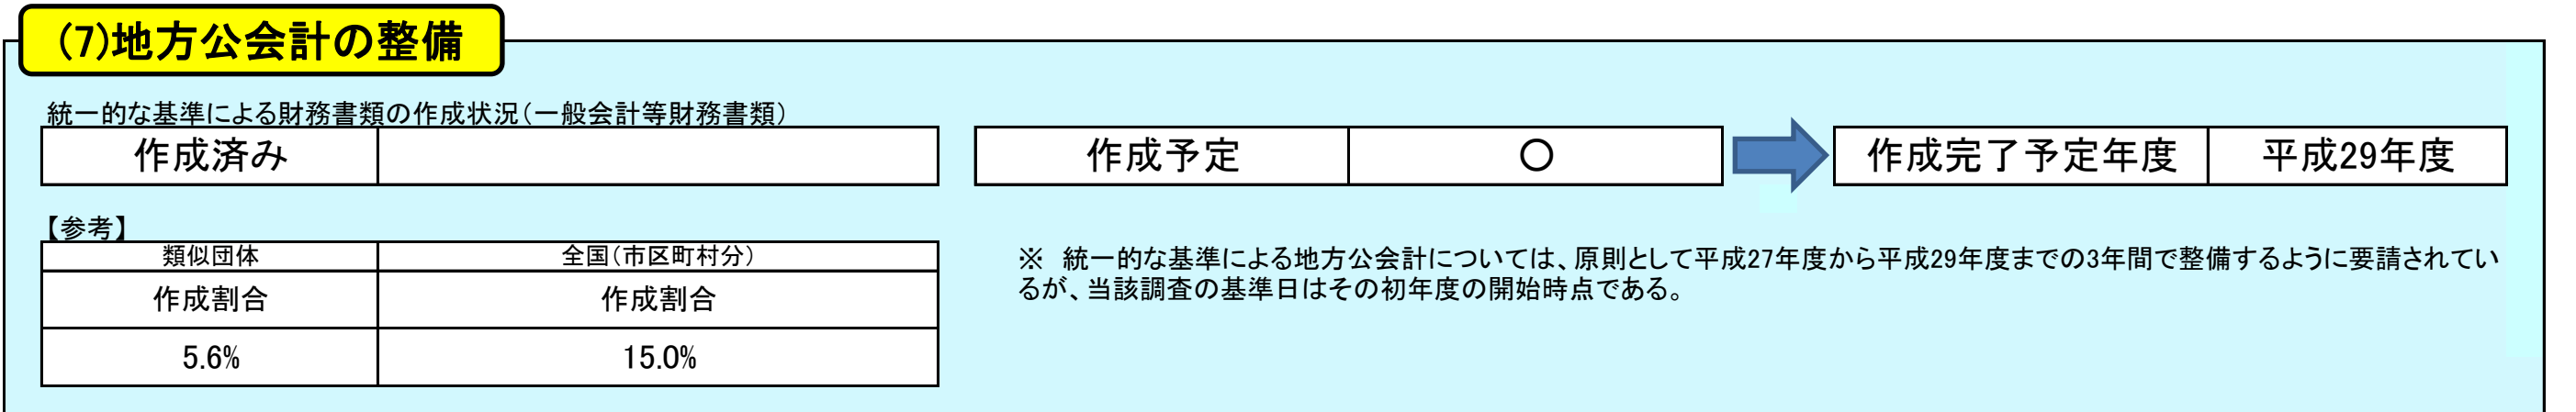 (7)地方公会計の整備
統一的な基準による財務書類の作成状況(一般会計等財務書類)
作成済み 作成予定 〇 作成完了予定年度 平成29年度
【参考】
類似団体 全国(市区町村分)
作成割合 作成割合
5.6% 15.0%
※ 統一的な基準による地方公会計については、原則として平成27年度から平成29年度までの3年間で整備するように要請されてい
るが、当該調査の基準日はその初年度の開始時点である。